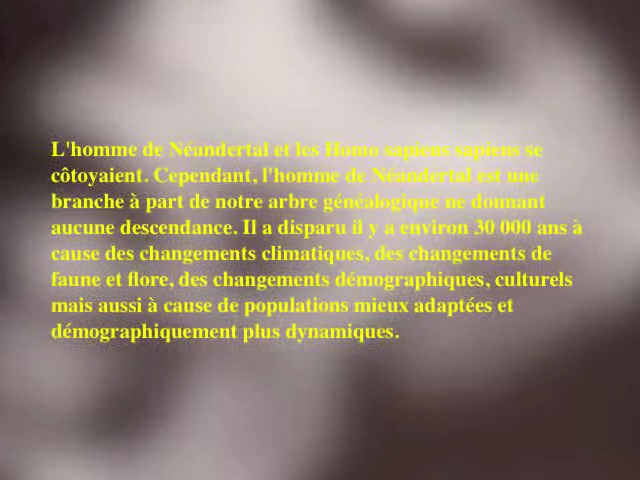 L'homme de Néandertal et les Homo sapiens sapiens se
côtoyaient. Cependant, l'homme de Néandertal est une
branche à part de notre arbre généalogique ne donnant
aucune descendance. Il a disparu il y a environ 30 000 ans à
cause des changements climatiques, des changements de
faune et flore, des changements démographiques, culturels
mais aussi à cause de populations mieux adaptées et
démographiquement plus dynamiques.